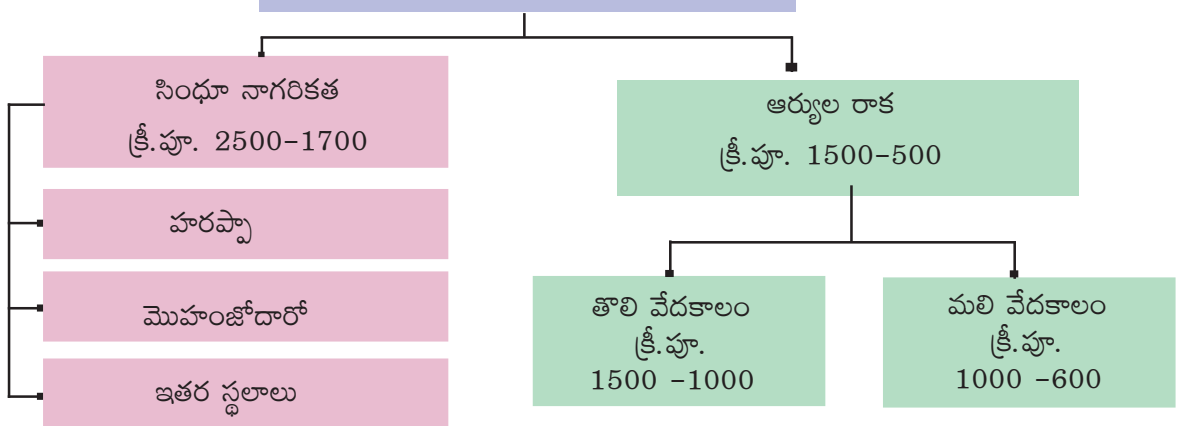 సింధూ నాగరికత
క్రీ.పూ. 2500-1700
హరప్పా
మొహంజోదారో
ఇతర స్థలాలు
ఆర్యుల రాక
క్రీ.పూ. 1500-500
తొలి వేదకాలం
క్రీ.పూ.
1500 -1000
మలి వేదకాలం
క్రీ.పూ.
1000 -600